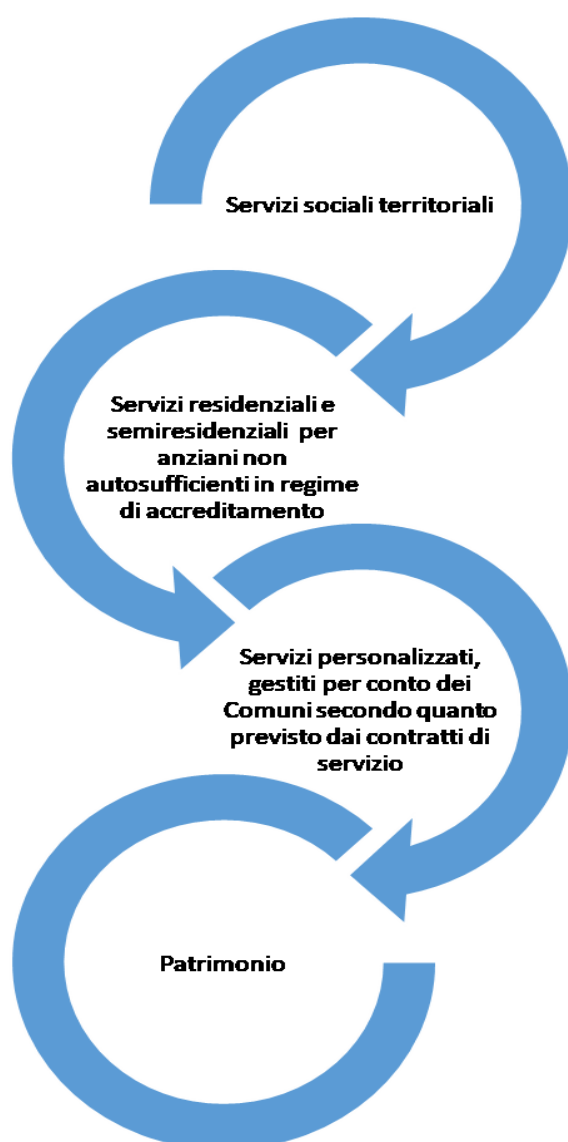 Servizi sociali territoriali
Servizi residenziali e
semiresidenziali per
anziani non
autosufficienti in regime
di accreditamento
Servizi personalizzati,
gestiti per conto dei
Comuni secondo quanto
previsto dai contratti di
servizio
Patrimonio